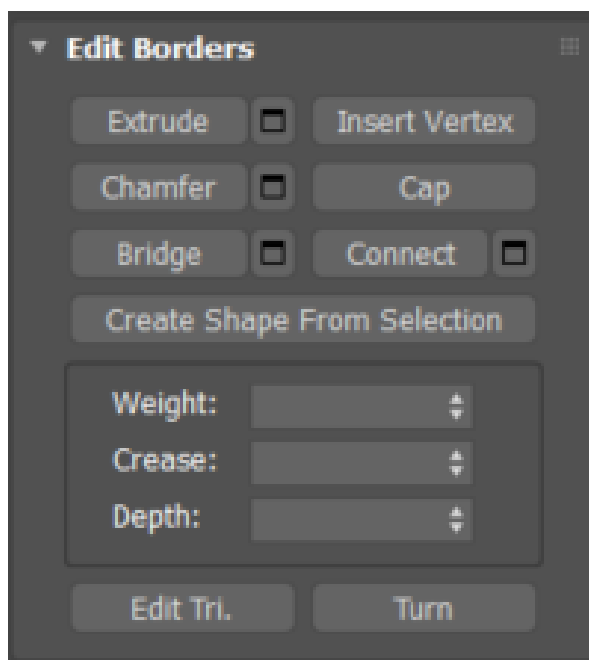 Edit Borders
Extrude Insert Vertex
Chamfer Cap
Bridge Connect
Create Shape From Selection
Weight:
Crease:
Depth:
Edit Tri. Turn